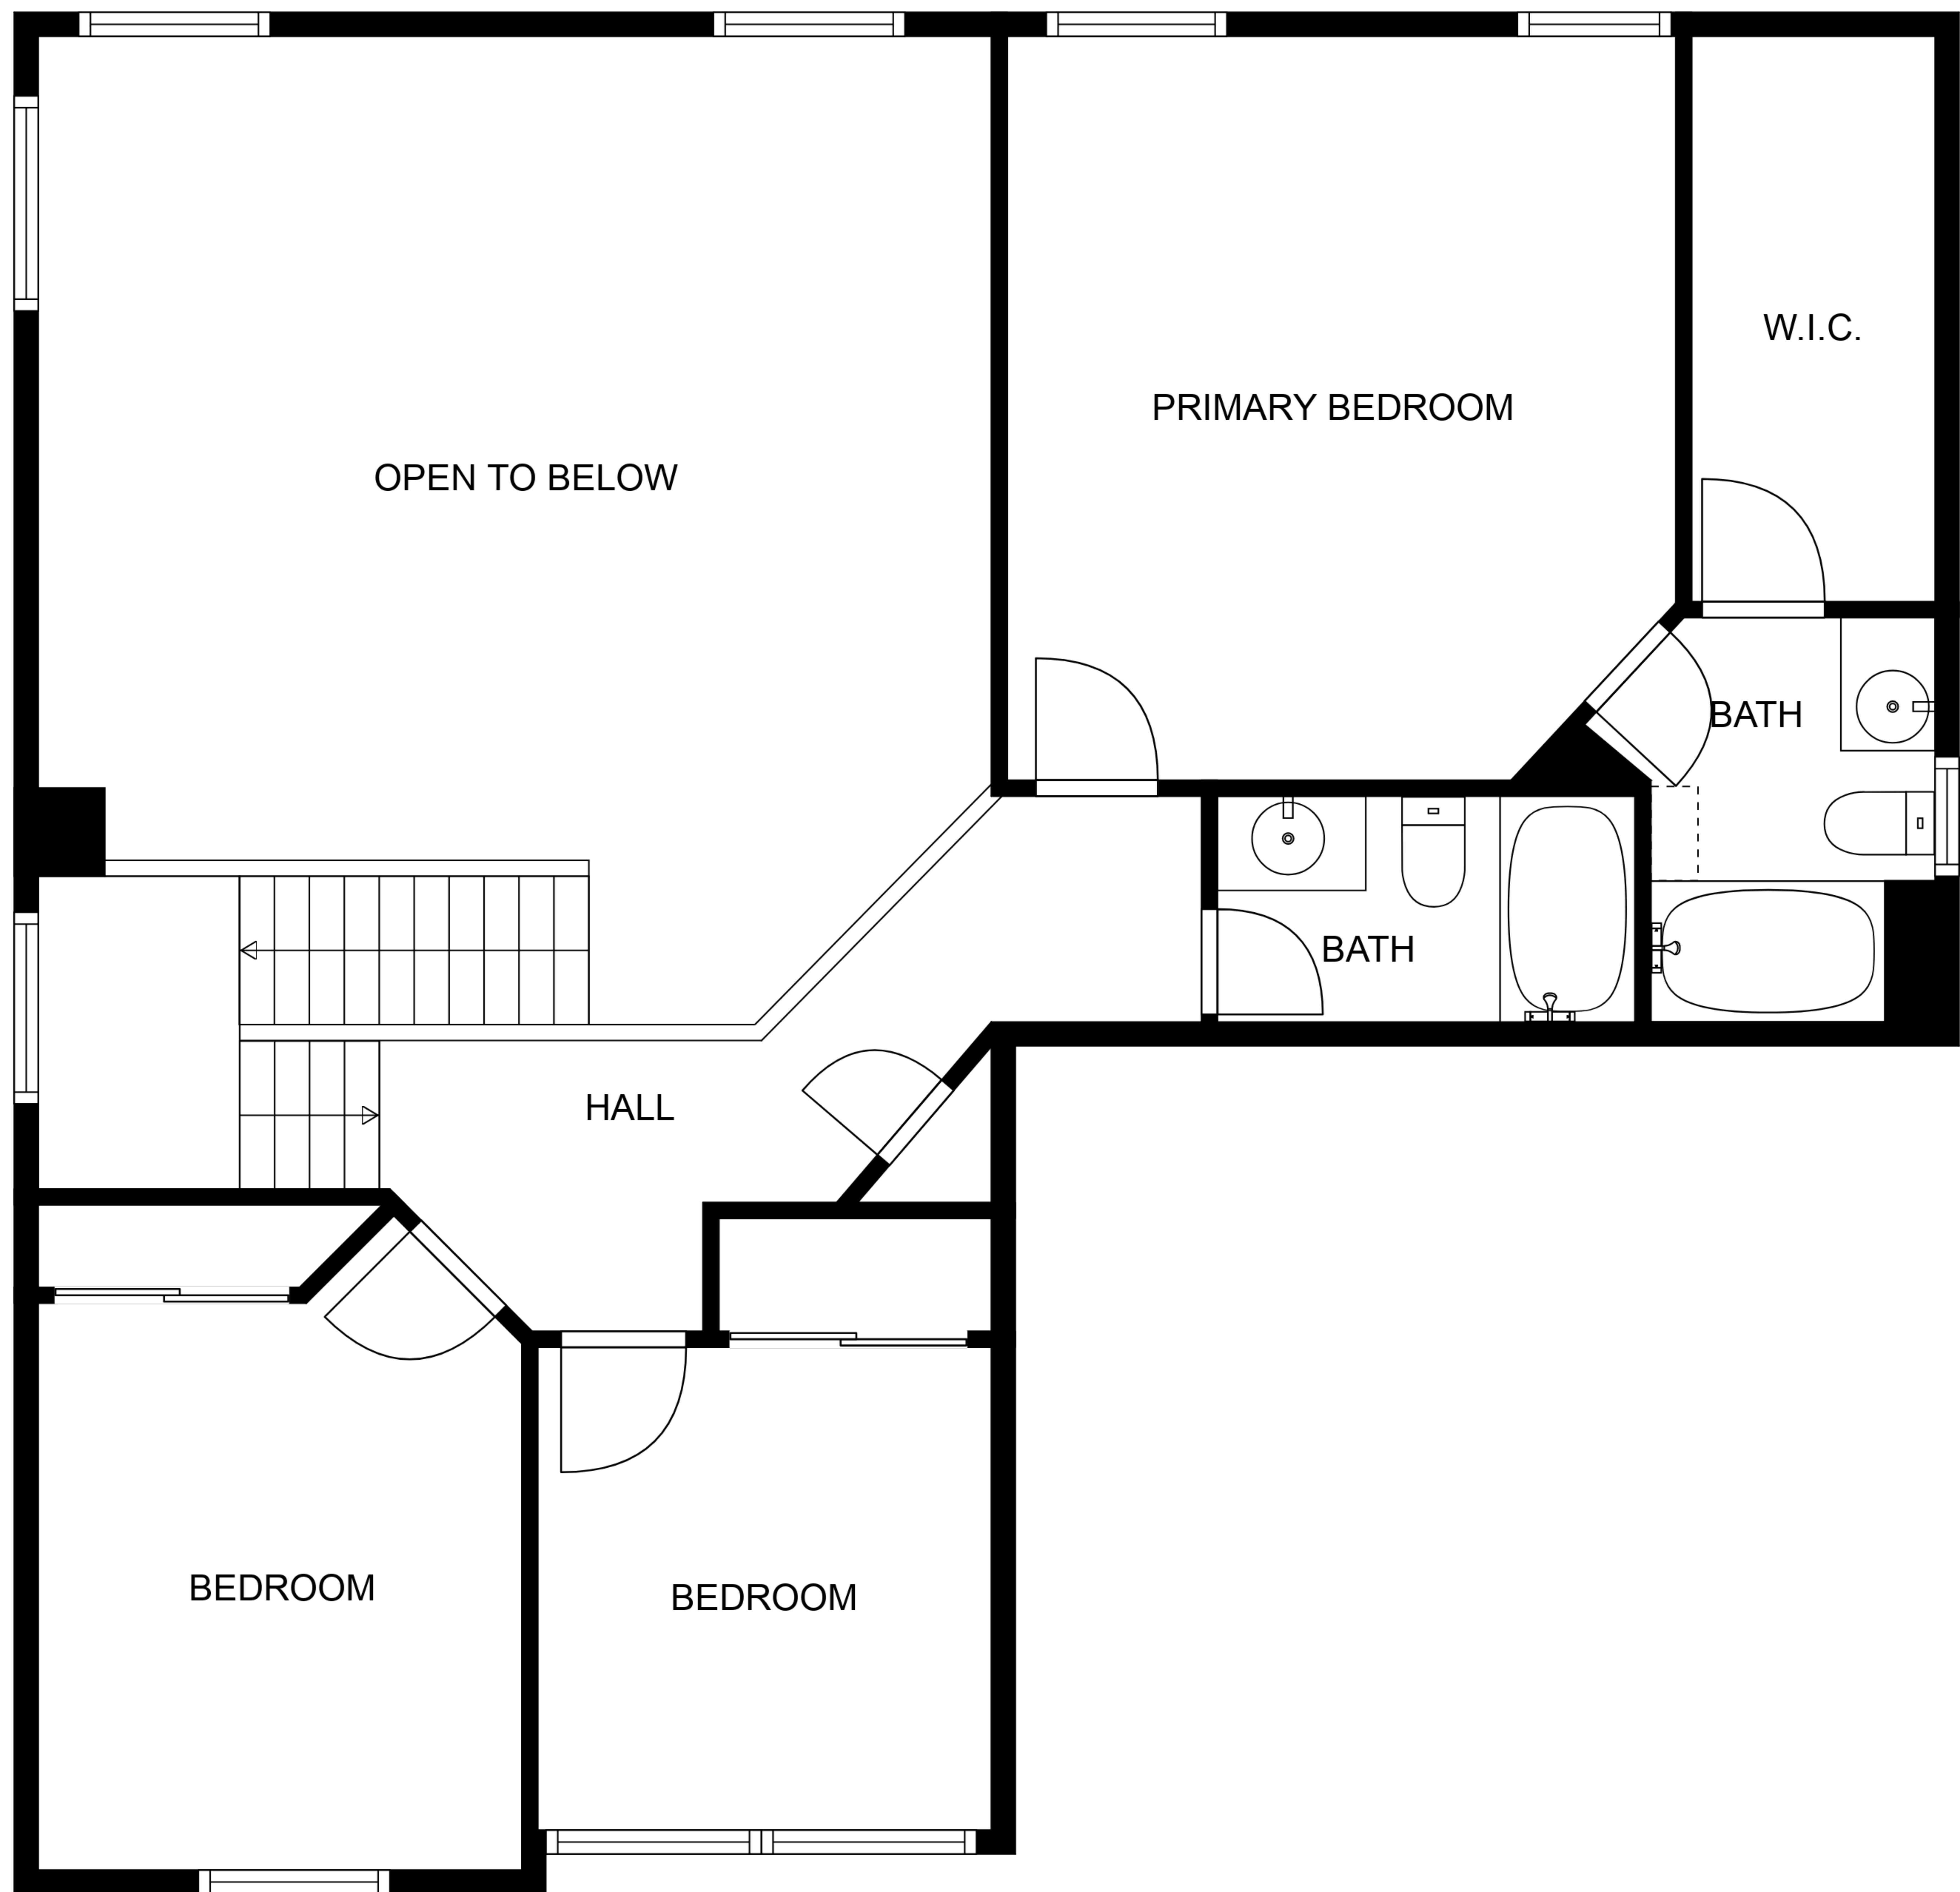 W.I.C.
PRIMARY BEDROOM
OPEN TO BELOW
BATH
BATH
HALL
BEDROOM
BEDROOM